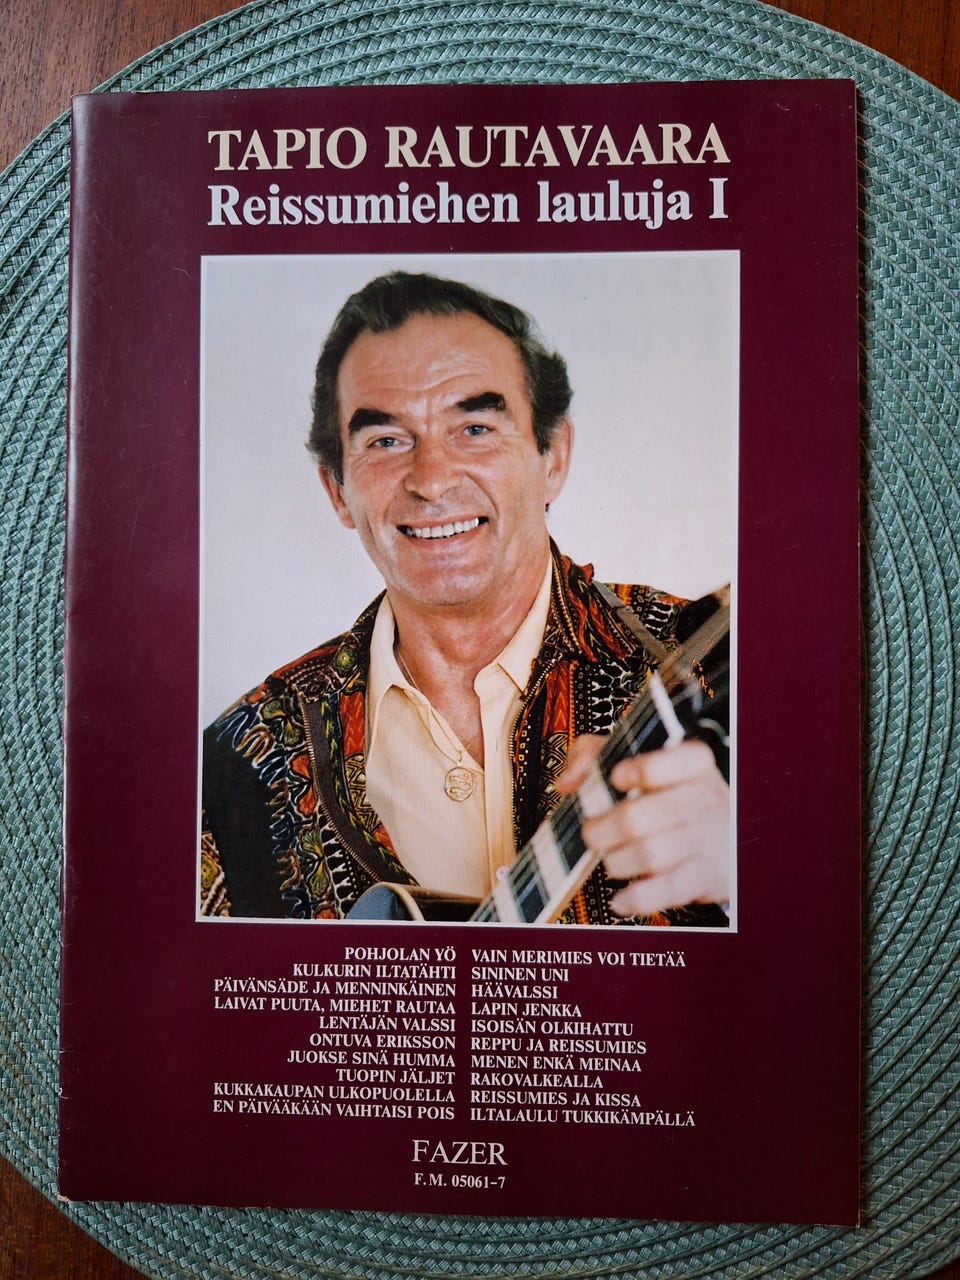 TAPIO RAUTAVAARA
Reissumiehen lauluja I
POHJOLAN YÖ
KULKURIN ILTATÄHTI
PÄIVÄNSÄDE JA MENNINKÄINEN
LAIVAT PUUTA, MIEHET RAUTAA
LENTÄJÄN VALSSI
ONTUVA ERIKSSON
JUOKSE SINÄ HUMMA
TUOPIN JÄLJET
KUKKAKAUPAN ULKOPUOLELLA
EN PÄIVÄÄKÄÄN VAIHTAISI POIS
VAIN MERIMIES VOI TIETÄÄ
SININEN UNI
HÄÄVALSSI
LAPIN JENKKA
ISOISÄN OLKIHATTU
REPPU JA REISSUMIES
MENEN ENKÄ MEINAA
RAKOVALKEALLA
REISSUMIES JA KISSA
ILTALAULU TUKKIKÄMPÄLLÄ
FAZER
F.M. 05061-7